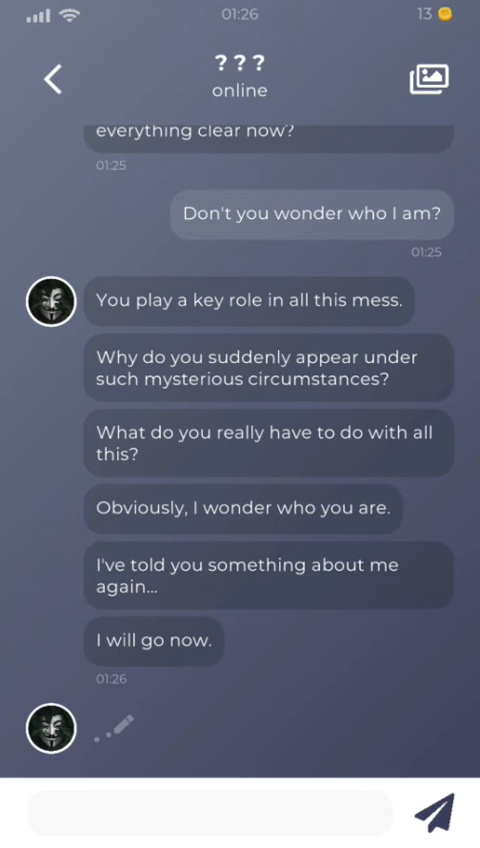 01:26
13
? ? ?
online
everything clear now?
01:25
Don't you wonder who I am?
01:25
You play a key role in all this mess.
Why do you suddenly appear under
such mysterious circumstances?
What do you really have to do with all
this?
Obviously, I wonder who you are.
I've told you something about me
again...
I will go now.
01:26